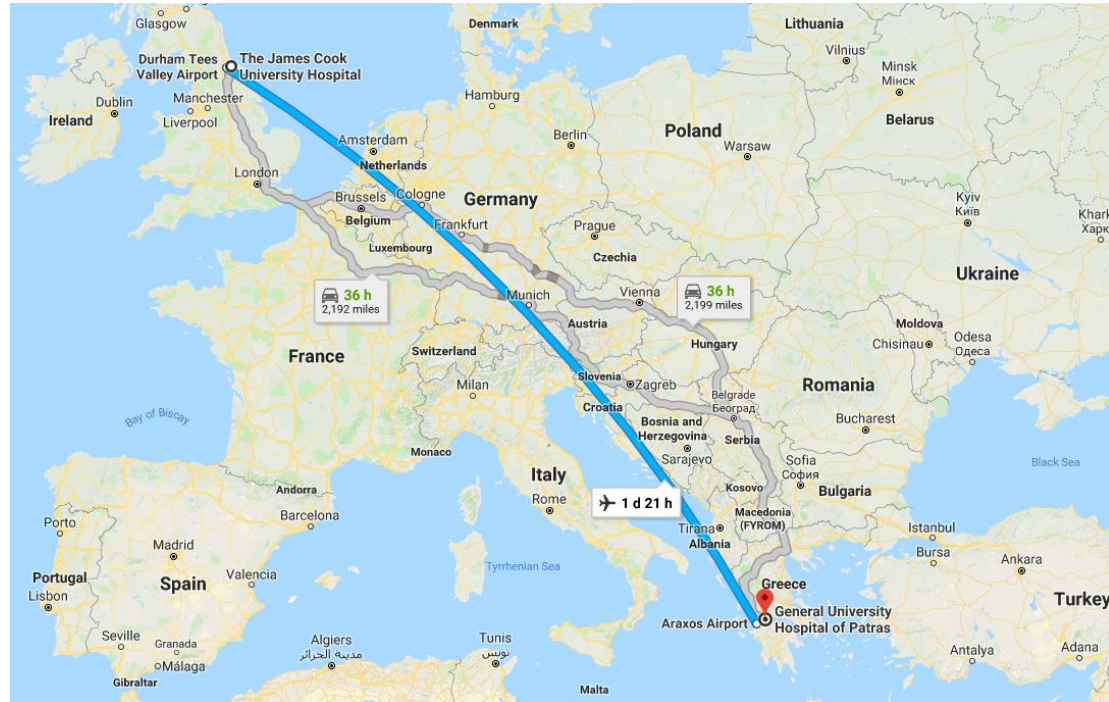 Glasgow
Denmark
Lithuania
Vilnius
Minsk
Мінск
Belarus
Durham Tees
Valley Airport
The James Cook
University Hospital
Dublin
Ireland
Manchester
Liverpool
Hamburg
Amsterdam
Netherlands
Berlin
Poland
Warsaw
London
Brussels
Belgium
Cologne
Germany
Frankfurt
Luxembourg
Prague
Czechia
Kyiv
Київ
Khark
Харк
Ukraine
36 h
2,192 miles
Munich
Vienna
36 h
2,199 miles
Austria
Hungary
Moldova
Chisinau
Odesa
Одеса
France
Switzerland
Milan
Slovenia
Zagreb
Croatia
Romania
Belgrade
Београд
Bucharest
Bosnia and
Herzegovina
Sarajevo
Serbia
Bay of Biscay
Monaco
Italy
Rome
Kosovo
Sofia
София
Bulgaria
Black Sea
Andorra
Barcelona
1 d 21 h
Macedonia
(FYROM)
Tirana
Albania
Istanbul
Bursa
Ankara
Porto
Madrid
Portugal
Lisbon
Spain
Valencia
Tyrrhenian Sea
Greece
General University
Hospital of Patras
Araxos Airport
Turkey
Seville
Granada
Málaga
Gibraltar
Algiers
مدينة الجزائر
Tunis
تونس
Malta
Antalya
Adana